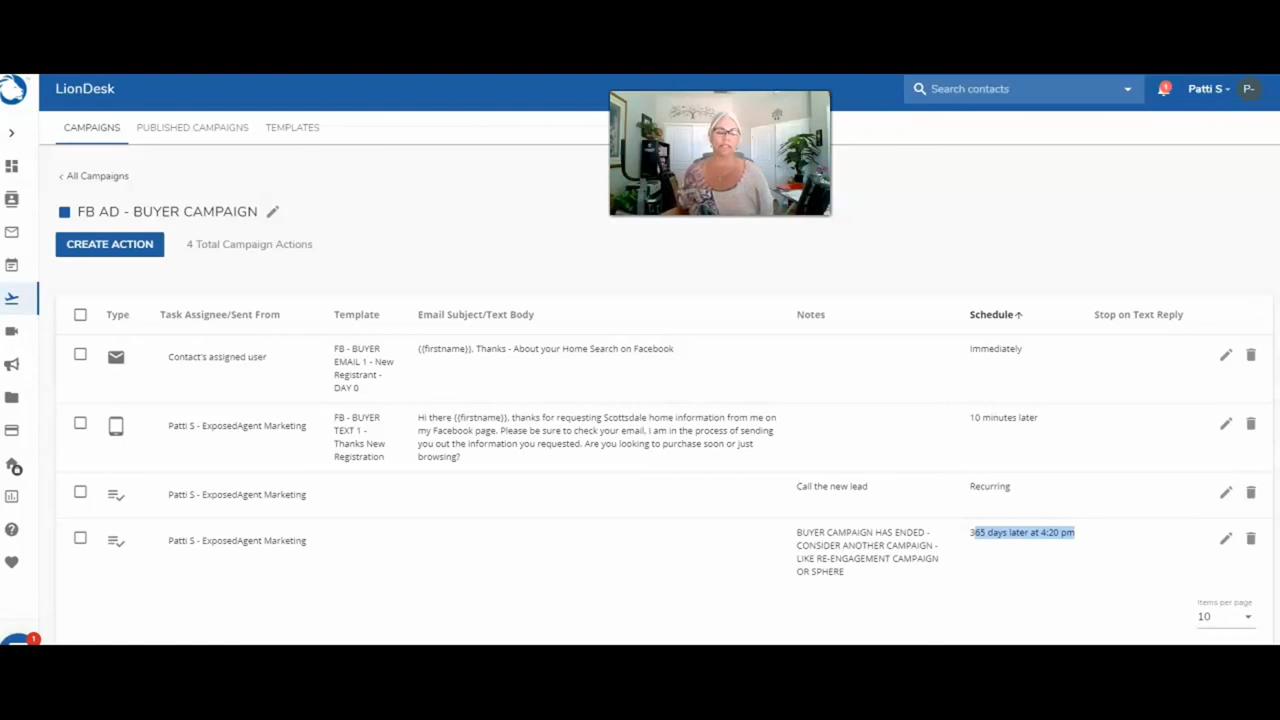 LionDesk
Search contacts
1
Patti S
P-
CAMPAIGNS
PUBLISHED CAMPAIGNS
TEMPLATES
All Campaigns
FB AD - BUYER CAMPAIGN
CREATE ACTION
4 Total Campaign Actions
Type
Task Assignee/Sent From
Template
Email Subject/Text Body
Notes
Schedule
Stop on Text Reply
Contact's assigned user
FB - BUYER
EMAIL 1 - New
Registrant -
DAY 0
{{firstname}}, Thanks - About your Home Search on Facebook
Immediately
Patti S - ExposedAgent Marketing
FB - BUYER
TEXT 1 -
Thanks New
Registration
Hi there {{firstname}}, thanks for requesting Scottsdale home information from me on
my Facebook page. Please be sure to check your email, I am in the process of sending
you out the information you requested. Are you looking to purchase soon or just
browsing?
10 minutes later
Patti S - ExposedAgent Marketing
Call the new lead
Recurring
Patti S - ExposedAgent Marketing
BUYER CAMPAIGN HAS ENDED -
CONSIDER ANOTHER CAMPAIGN -
LIKE RE-ENGAGEMENT CAMPAIGN
OR SPHERE
365 days later at 4:20 pm
Items per page
10
1